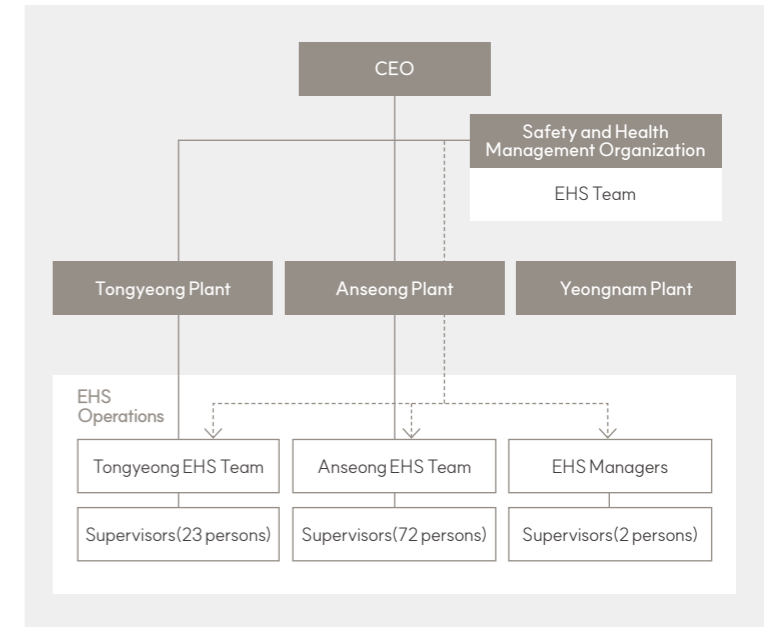 CEO
Safety and Health
Management Organization
EHS Team
Tongyeong Plant
Anseong Plant
Yeongnam Plant
EHS
Operations
Tongyeong EHS Team
Anseong EHS Team
EHS Managers
Supervisors(23 persons)
Supervisors(72 persons)
Supervisors(2 persons)